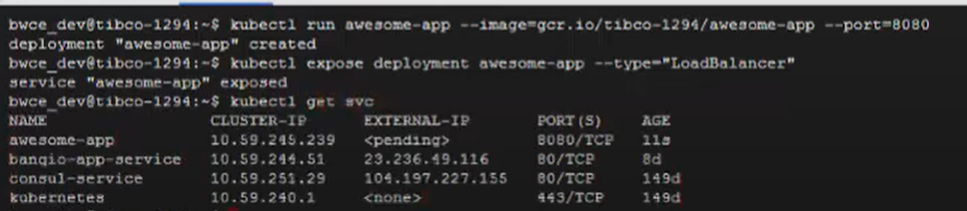 bwce_dev@tibco-1294:~$ kubectl run awesome-app --image=gcr.io/tibco-1294/awesome-app --port=8080
deployment "awesome-app" created
bwce_dev@tibco-1294:~$ kubectl expose deployment awesome-app --type="LoadBalancer"
service "awesome-app" exposed
bwce_dev@tibco-1294:~$ kubectl get svc
NAME CLUSTER-IP EXTERNAL-IP PORT(S) AGE
awesome-app 10.59.245.239 <pending> 8080/TCP 11s
banqio-app-service 10.59.244.51 23.236.49.116 80/TCP 8d
consul-service 10.59.251.29 104.197.227.155 80/TCP 149d
kubernetes 10.59.240.1 <none> 443/TCP 149d